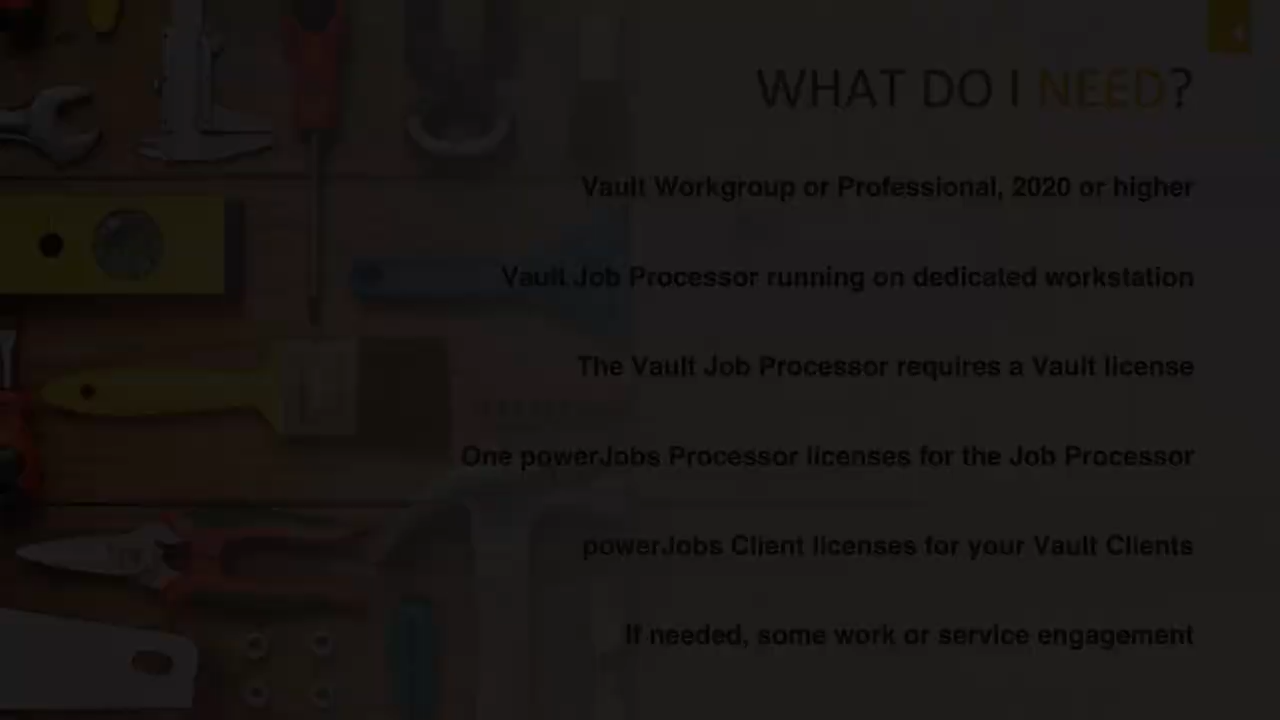 WHAT DO I NEED?
Vault Workgroup or Professional, 2020 or higher
Vault Job Processor running on dedicated workstation
The Vault Job Processor requires a Vault license
One powerJobs Processor licenses for the Job Processor
powerJobs Client licenses for your Vault Clients
If needed, some work or service engagement